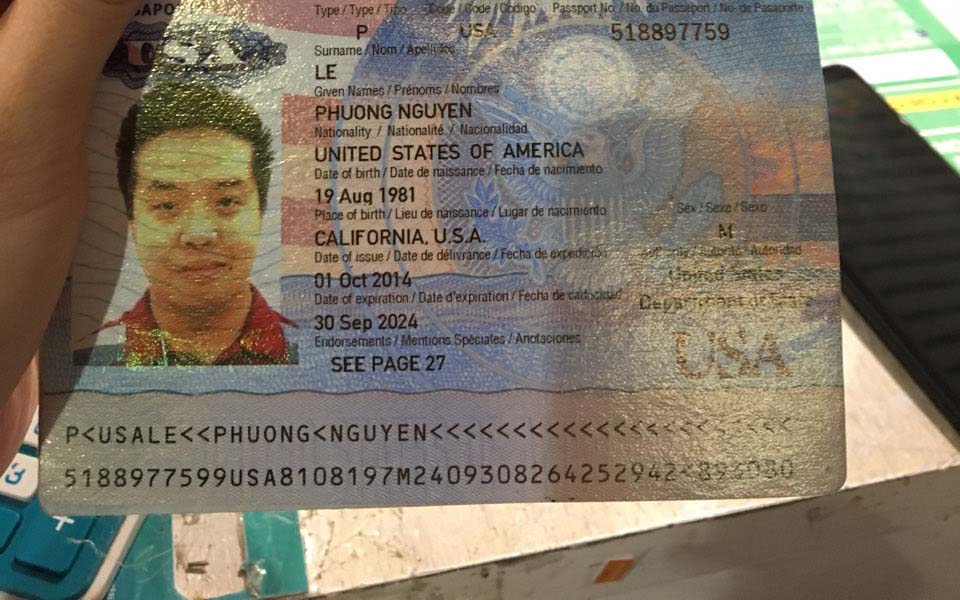 Type / Type / Tipo Code / Code / Codigo Passport No. / No. du Passeport / No. de Pasaporte
P USA 518897759
Surname / Nom / Apellidos
LE
Given Names / Prénoms / Nombres
PHUONG NGUYEN
Nationality / Nationalité / Nacionalidad
UNITED STATES OF AMERICA
Date of birth / Date de naissance / Fecha de nacimiento
19 Aug 1981
Place of birth / Lieu de naissance / Lugar de nacimiento Sex / Sexe / Sexo
CALIFORNIA, U.S.A. M
Date of issue / Date de délivrance / Fecha de expedición Authority / Autorité / Autoridad
01 Oct 2014 United States
Date of expiration / Date d'expiration / Fecha de caducidad Department of State
30 Sep 2024
Endorsements / Mentions Spéciales / Anotaciones USA
SEE PAGE 27
P<USALE<<PHUONG<NGUYEN<<<<<<<<<<<<<<<<<<<<<<
5188977599USA8108197M2409308264252942<
3
+